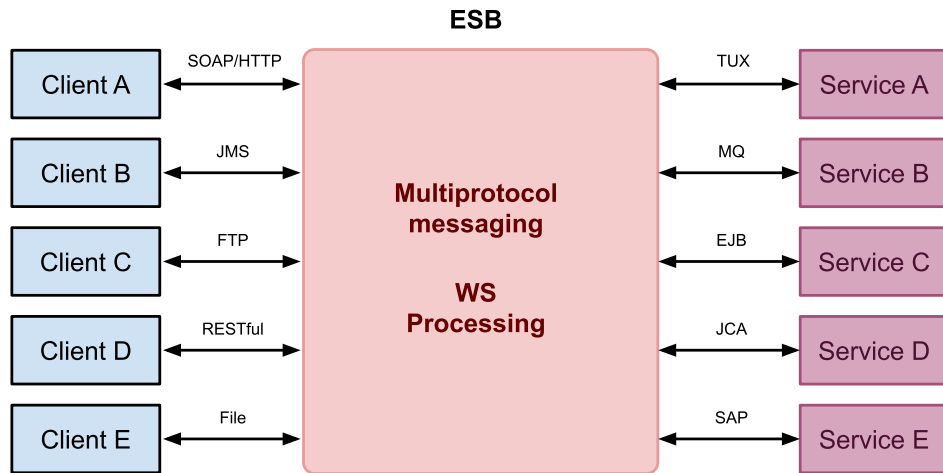 ESB
Client A
SOAP/HTTP
TUX
Service A
Client B
JMS
MQ
Service B
Multiprotocol
messaging
Client C
FTP
EJB
Service C
WS
Processing
Client D
RESTful
JCA
Service D
Client E
File
SAP
Service E